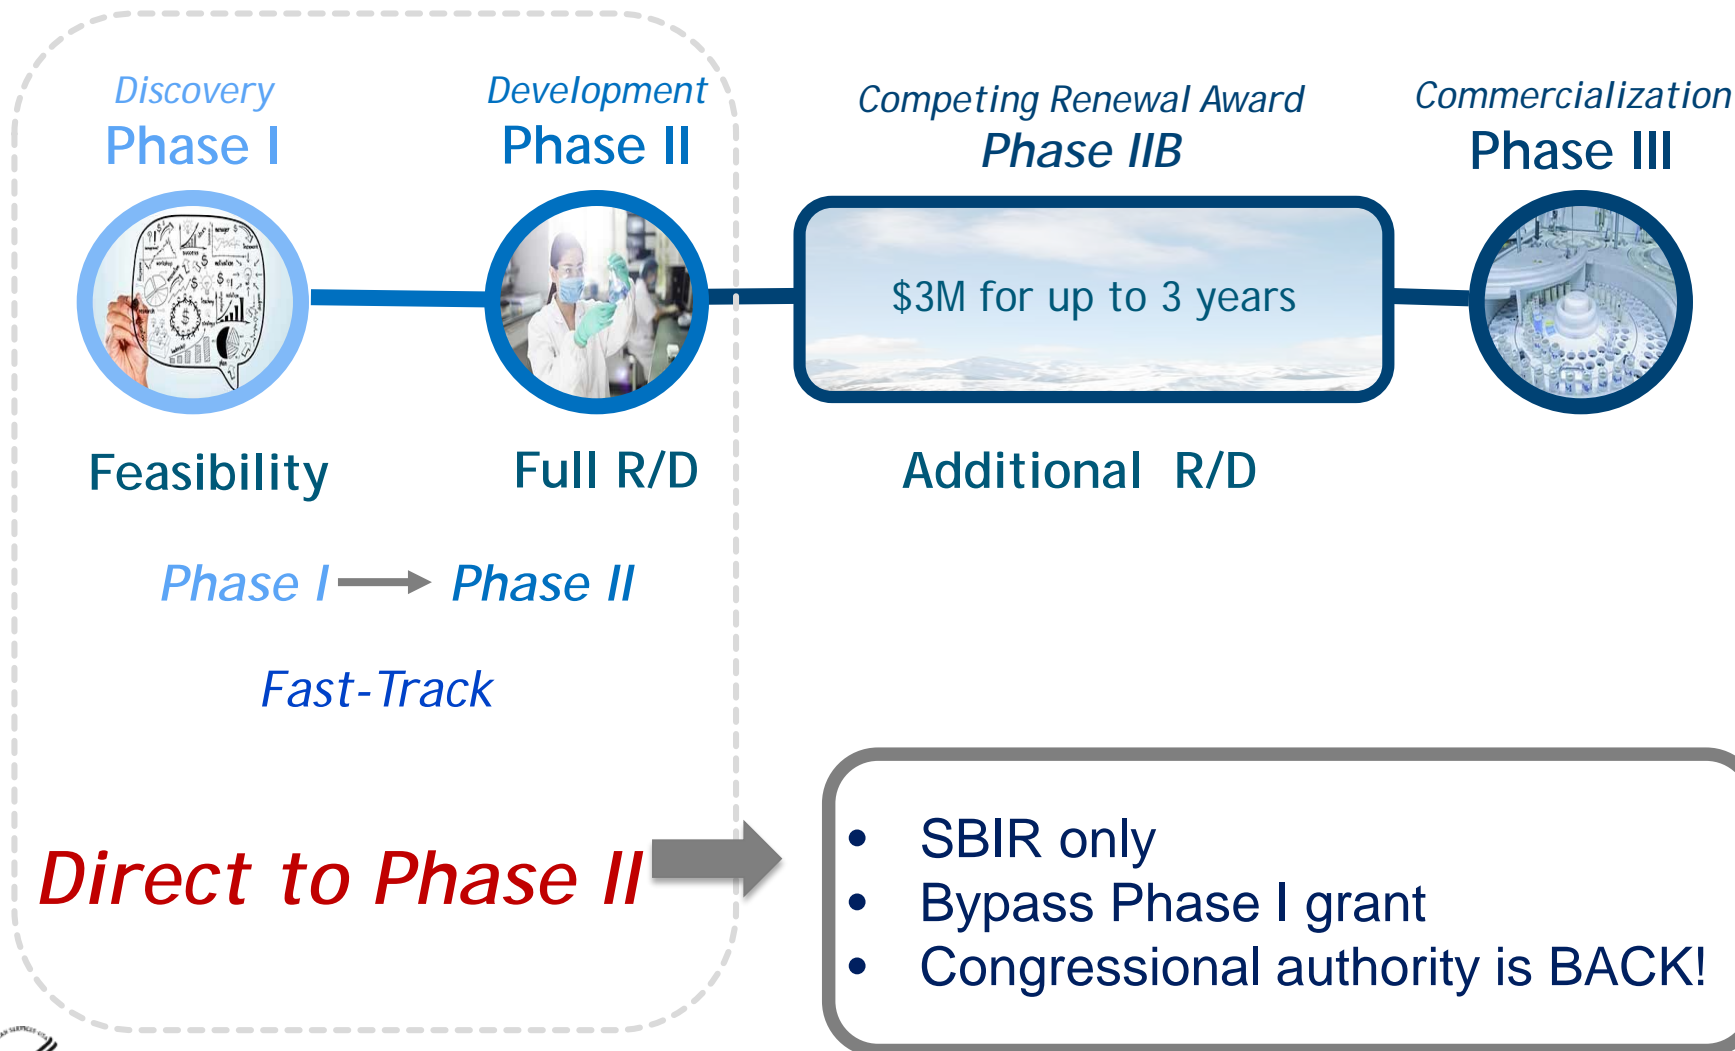 Discovery
Phase I
Development
Phase II
Competing Renewal Award
Phase IIB
Commercialization
Phase III
$3M for up to 3 years
Feasibility
Full R/D
Additional R/D
Phase I
Phase II
Fast-Track
Direct to Phase II
• SBIR only
• Bypass Phase I grant
• Congressional authority is BACK!